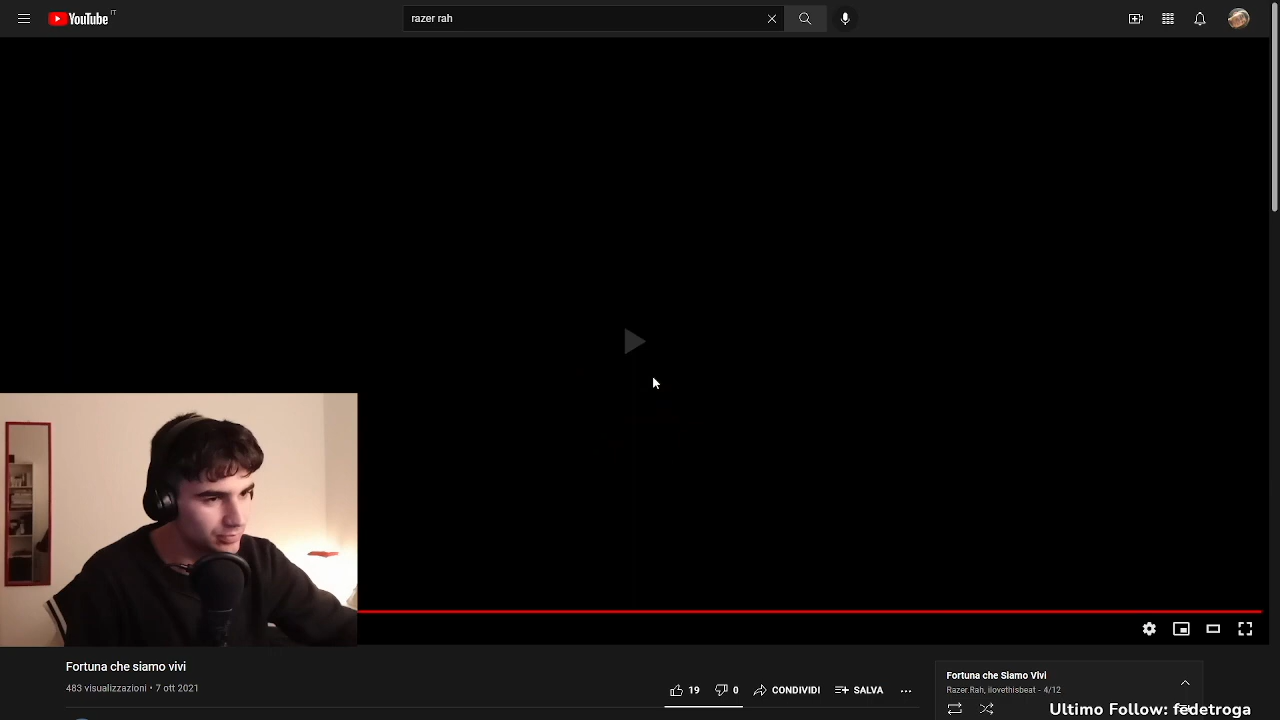 YouTube IT
razer rah
Fortuna che siamo vivi
483 visualizzazioni • 7 ott 2021
19
0
CONDIVIDI
SALVA
Fortuna che Siamo Vivi
Razer.Rah, ilovethisbeat - 4/12
Ultimo Follow: fedetroga